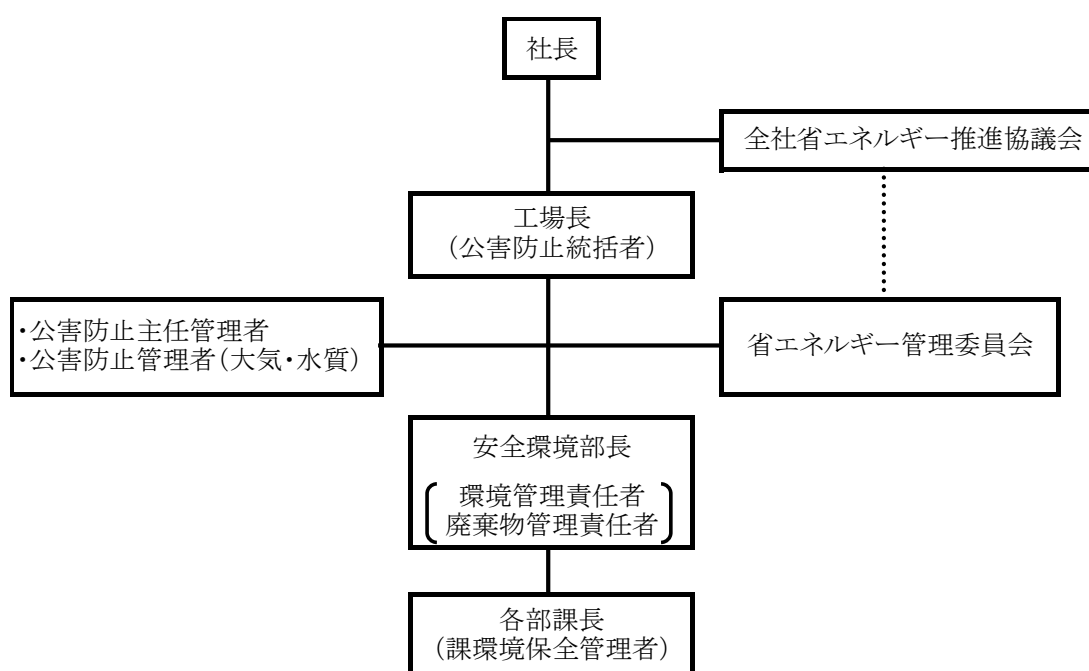 社長
全社省エネルギー推進協議会
工場長
(公害防止統括者)
・公害防止主任管理者
・公害防止管理者(大気・水質)
省エネルギー管理委員会
安全環境部長
環境管理責任者
廃棄物管理責任者
各部課長
(課環境保全管理者)